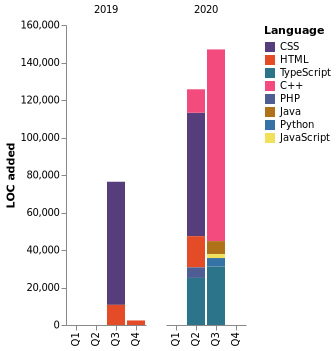 2019 2020
Language
CSS
HTML
TypeScript
C++
PHP
Java
Python
JavaScript
LOC added
160,000
140,000
120,000
100,000
80,000
60,000
40,000
20,000
0
Q1 Q2 Q3 Q4 Q1 Q2 Q3 Q4